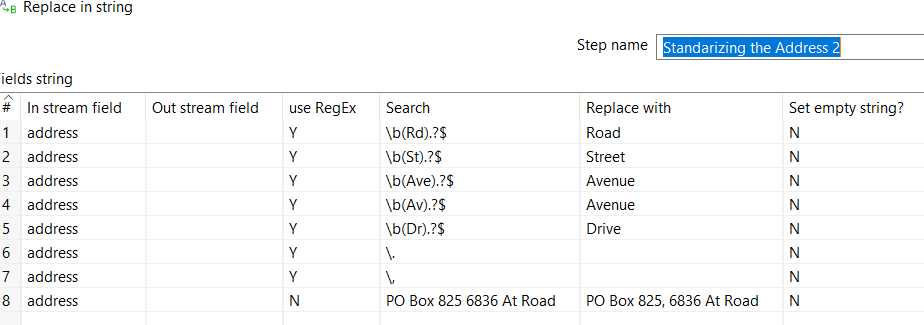 Replace in string
Step name Standarizing the Address 2
ields string
# In stream field Out stream field use RegEx Search Replace with Set empty string?
1 address Y \b(Rd).?$ Road N
2 address Y \b(St).?$ Street N
3 address Y \b(Ave).?$ Avenue N
4 address Y \b(Av).?$ Avenue N
5 address Y \b(Dr).?$ Drive N
6 address Y \. N
7 address Y \, N
8 address N PO Box 825 6836 At Road PO Box 825, 6836 At Road N